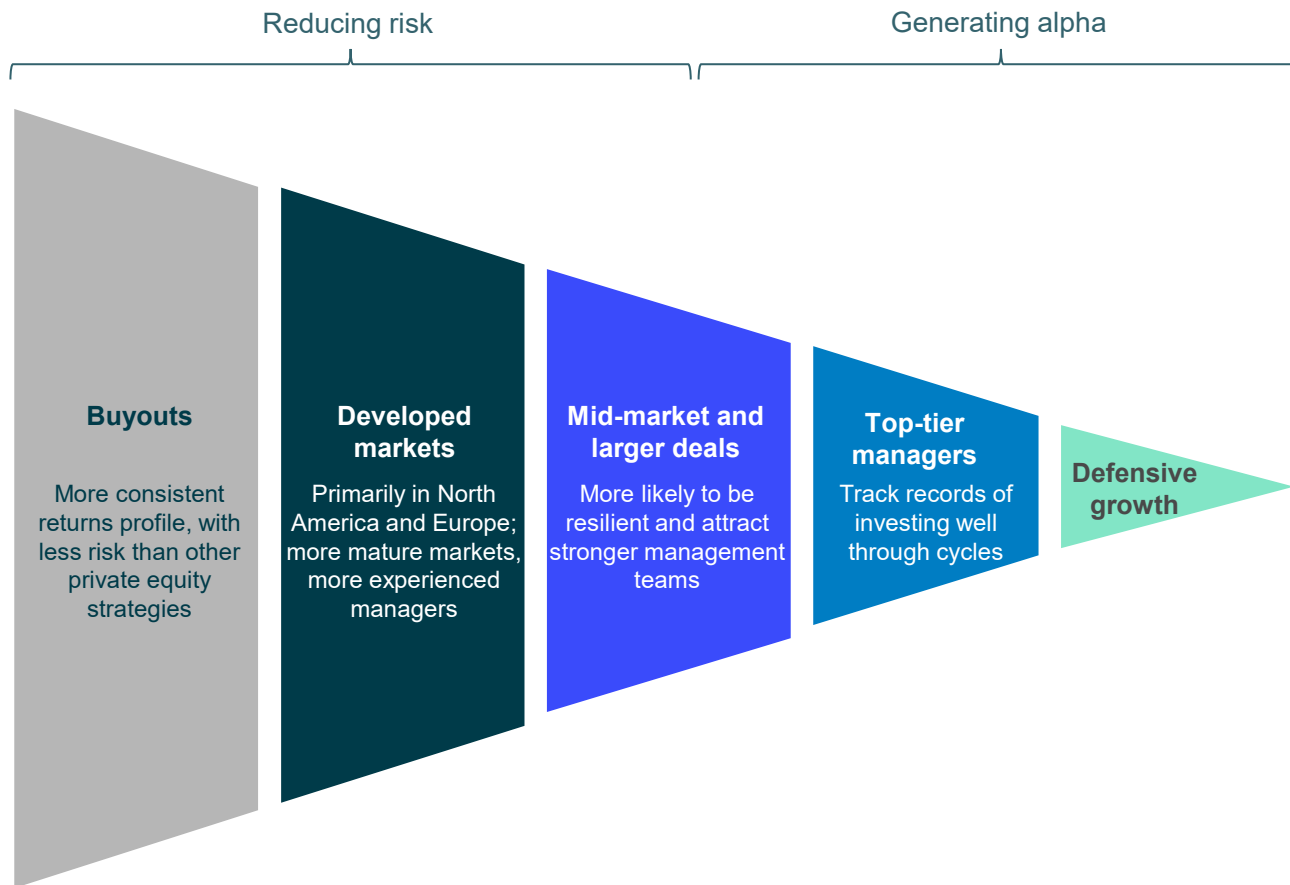 Reducing risk
Generating alpha
Buyouts
More consistent
returns profile, with
less risk than other
private equity
strategies
Developed
markets
Primarily in North
America and Europe;
more mature markets,
more experienced
managers
Mid-market and
larger deals
More likely to be
resilient and attract
stronger management
teams
Top-tier
managers
Track records of
investing well
through cycles
Defensive
growth